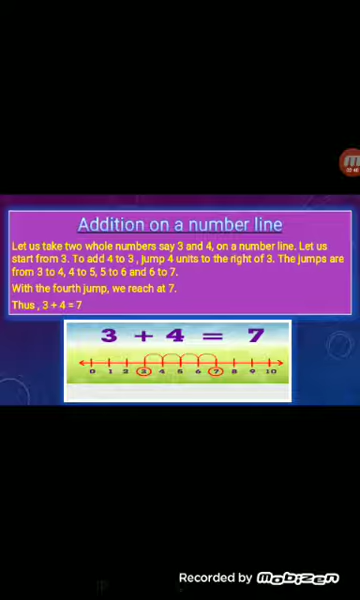 Addition on a number line
Let us take two whole numbers say 3 and 4, on a number line. Let us
start from 3. To add 4 to 3 , jump 4 units to the right of 3. The jumps are
from 3 to 4, 4 to 5, 5 to 6 and 6 to 7.
With the fourth jump, we reach at 7.
Thus , 3 + 4 = 7
3 + 4 = 7
0 1 2 3 4 5 6 7 8 9 10
Recorded by Mobizen